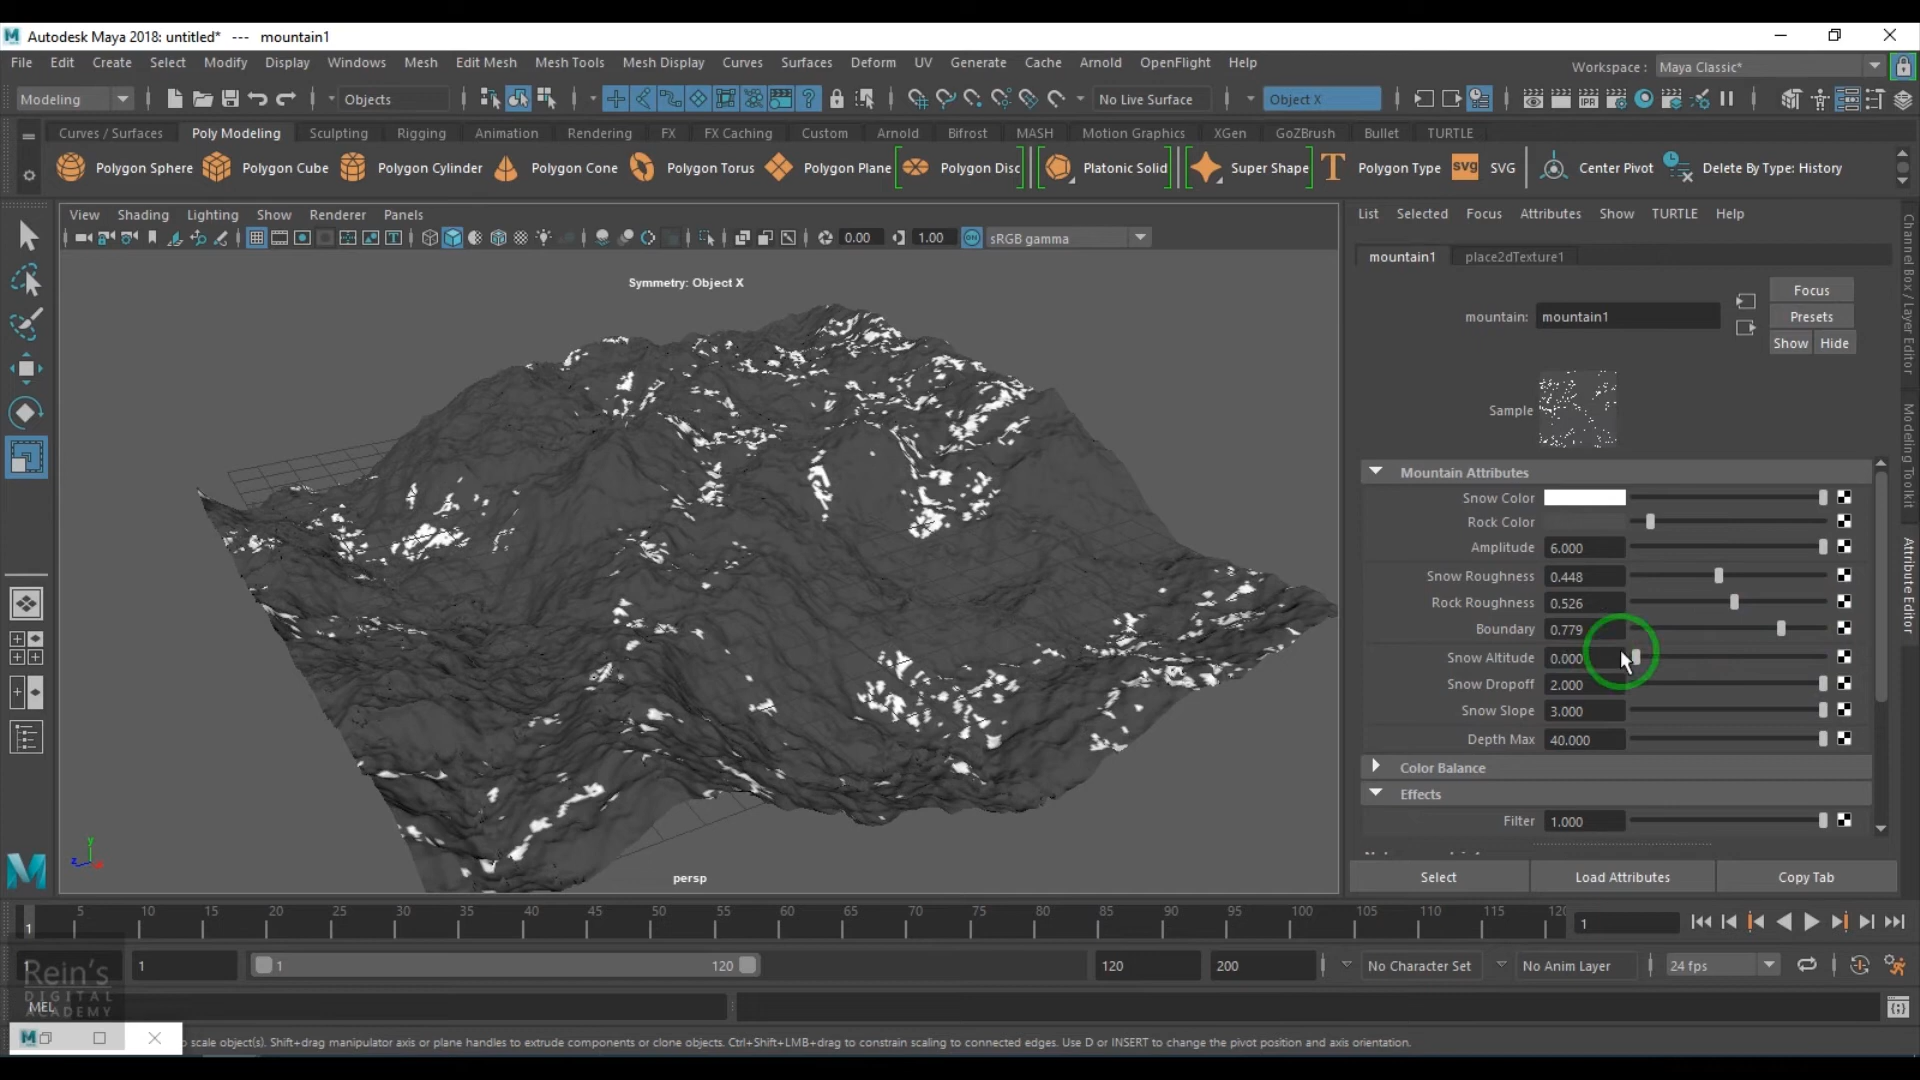 Autodesk Maya 2018: untitled* --- mountain1
File Edit Create Select Modify Display Windows Mesh Edit Mesh Mesh Tools Mesh Display Curves Surfaces Deform UV Generate Cache Arnold OpenFlight Help
Workspace : Maya Classic*
Modeling Objects No Live Surface Object X
Curves / Surfaces Poly Modeling Sculpting Rigging Animation Rendering FX FX Caching Custom Arnold Bifrost MASH Motion Graphics XGen GoZBrush Bullet TURTLE
Polygon Sphere Polygon Cube Polygon Cylinder Polygon Cone Polygon Torus Polygon Plane Polygon Disc Platonic Solid Super Shape T Polygon Type svg SVG Center Pivot Delete By Type: History
View Shading Lighting Show Renderer Panels
0.00 1.00 ON sRGB gamma
Symmetry: Object X
persp
List Selected Focus Attributes Show TURTLE Help
mountain1 place2dTexture1
Focus
mountain: mountain1 Presets
Show Hide
Sample
Mountain Attributes
Snow Color
Rock Color
Amplitude 6.000
Snow Roughness 0.448
Rock Roughness 0.526
Boundary 0.779
Snow Altitude 0.000
Snow Dropoff 2.000
Snow Slope 3.000
Depth Max 40.000
Color Balance
Effects
Filter 1.000
Select Load Attributes Copy Tab
Channel Box / Layer Editor
Modeling Toolkit
Attribute Editor
1 5 10 15 20 25 30 35 40 45 50 55 60 65 70 75 80 85 90 95 100 105 110 115 1
1 1 1 120 120 200 No Character Set No Anim Layer 24 fps
Rein's
DIGITAL
ACADEMY
MEL
scale object(s). Shift+drag manipulator axis or plane handles to extrude components or clone objects. Ctrl+Shift+LMB+drag to constrain scaling to connected edges. Use D or INSERT to change the pivot position and axis orientation.